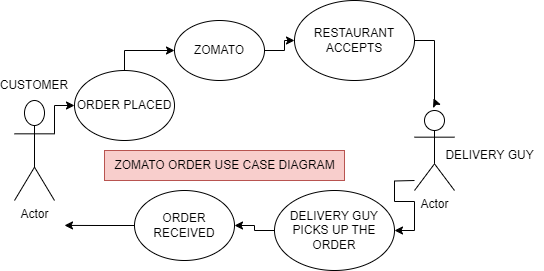 RESTAURANT
ACCEPTS
ZOMATO
CUSTOMER
ORDER PLACED
ZOMATO ORDER USE CASE DIAGRAM
DELIVERY GUY
Actor
Actor
ORDER
RECEIVED
DELIVERY GUY
PICKS UP THE
ORDER